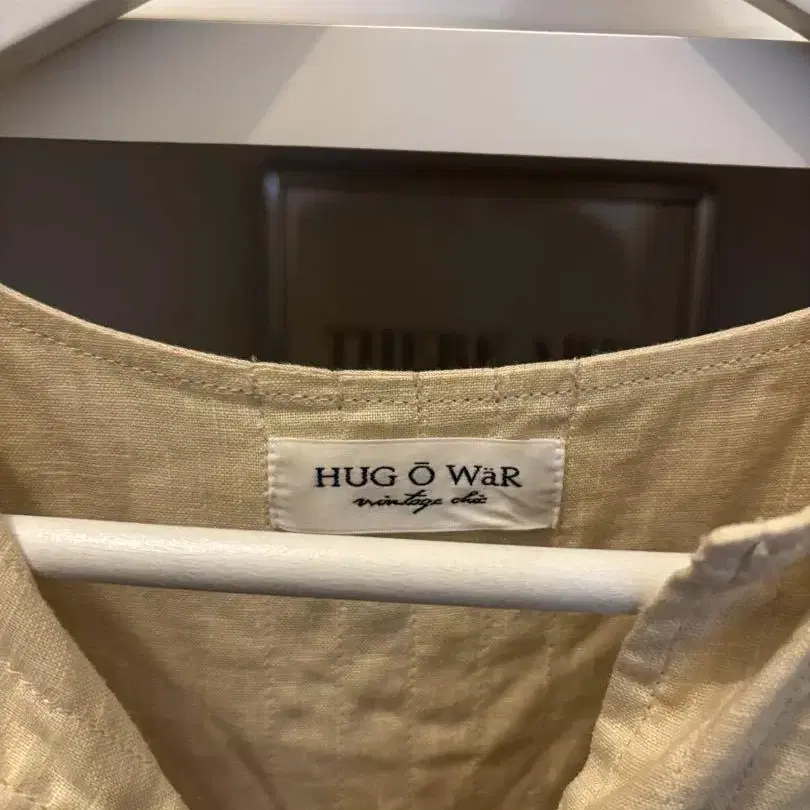 HUG Ō WäR
vintage chic